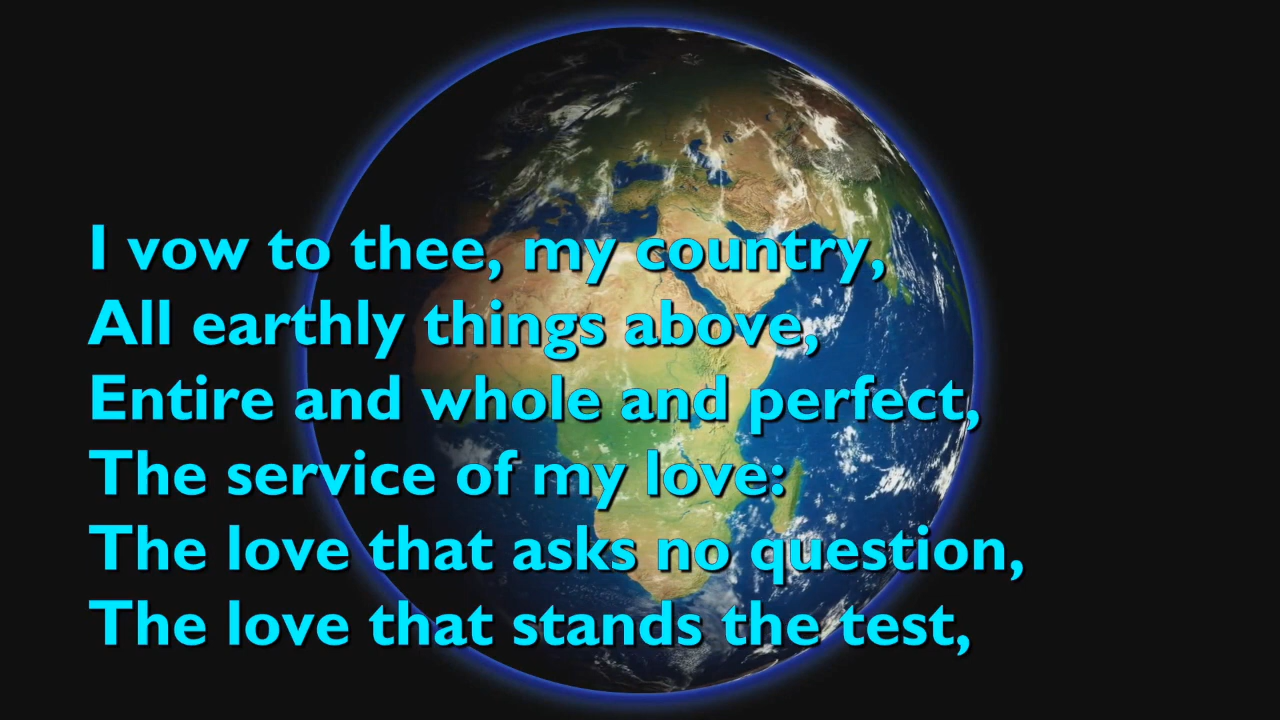 I vow to thee, my country,
All earthly things above,
Entire and whole and perfect,
The service of my love:
The love that asks no question,
The love that stands the test,